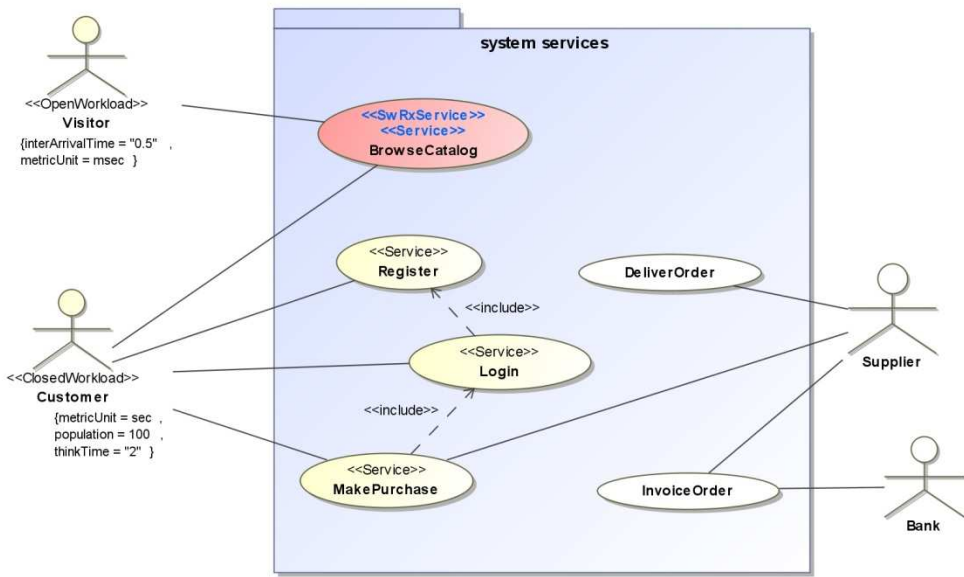 system services
<<OpenWorkload>>
Visitor
{interArrivalTime = "0.5" ,
metricUnit = msec }
<<SwRxService>>
<<Service>>
BrowseCatalog
<<Service>>
Register
DeliverOrder
<<include>>
<<Service>>
Login
<<ClosedWorkload>>
Customer
{metricUnit = sec ,
population = 100 ,
thinkTime = "2" }
Supplier
<<include>>
<<Service>>
MakePurchase
InvoiceOrder
Bank